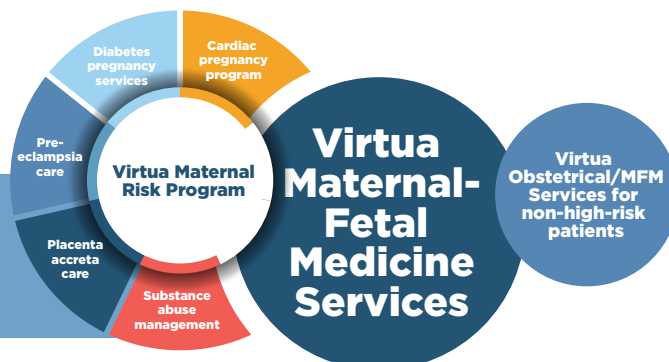 Cardiac
pregnancy
program
Diabetes
pregnancy
services
Pre-
eclampsia
care
Placenta
accreta
care
Substance
abuse
management
Virtua Maternal
Risk Program
Virtua
Maternal-
Fetal
Medicine
Services
Virtua
Obstetrical/MFM
Services for
non-high-risk
patients